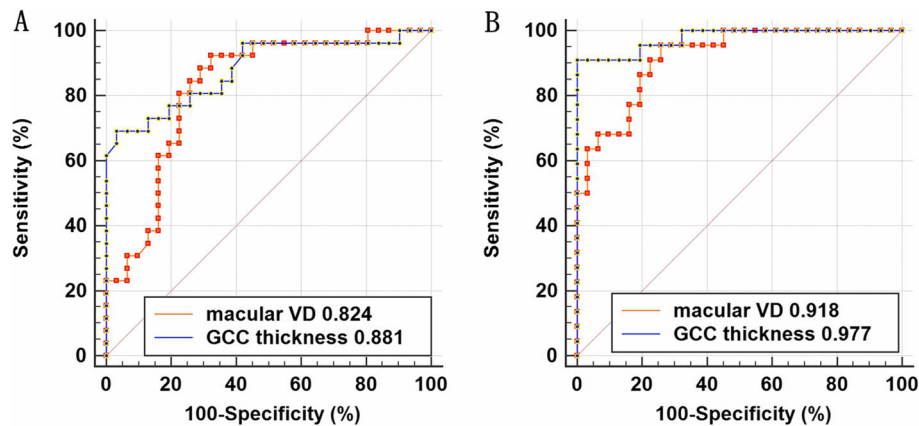 A
Sensitivity (%)
100
80
60
40
20
0
macular VD 0.824
GCC thickness 0.881
0 20 40 60 80 100
100-Specificity (%)
B
Sensitivity (%)
100
80
60
40
20
0
macular VD 0.918
GCC thickness 0.977
0 20 40 60 80 100
100-Specificity (%)